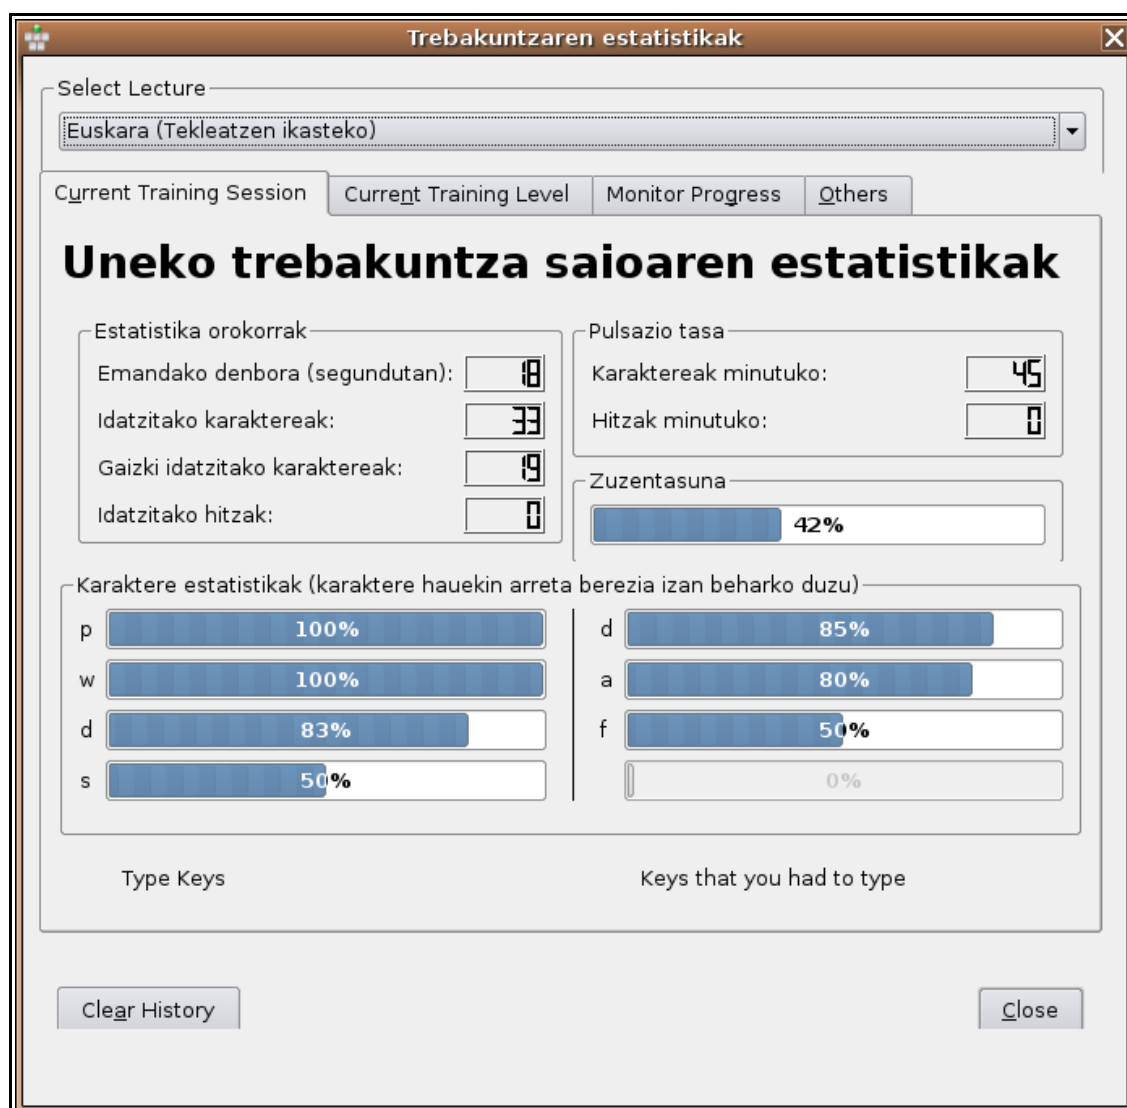 Trebakuntzaren estatistikak
Select Lecture
Euskara (Tekleatzen ikasteko)
Current Training Session Current Training Level Monitor Progress Others
Uneko trebakuntza saioaren estatistikak
Estatistika orokorrak
Emandako denbora (segundutan): 18
Idatzitako karaktereak: 33
Gaizki idatzitako karaktereak: 19
Idatzitako hitzak: 0
Pulsazio tasa
Karaktereak minutuko: 45
Hitzak minutuko: 0
Zuzentasuna
42%
Karaktere estatistikak (karaktere hauekin arreta berezia izan beharko duzu)
p 100% d 85%
w 100% a 80%
d 83% f 50%
s 50% 0%
Type Keys Keys that you had to type
Clear History Close